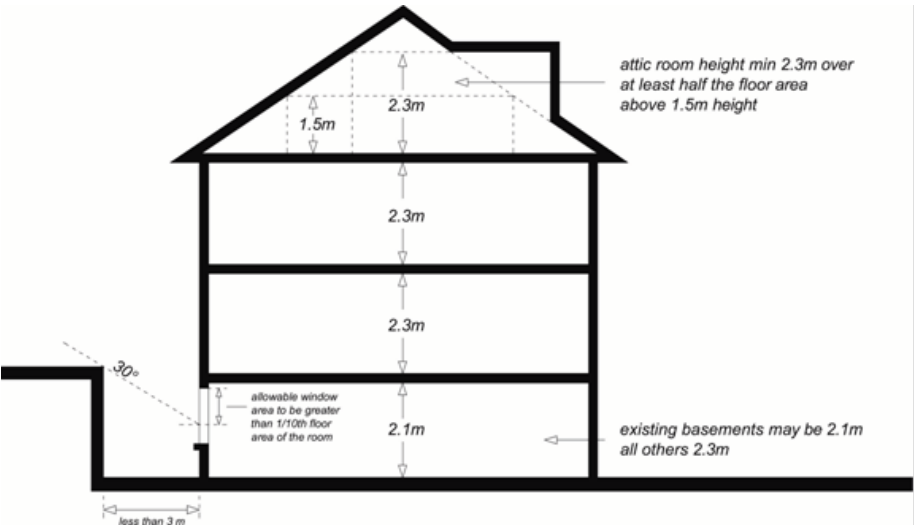 attic room height min 2.3m over
at least half the floor area
above 1.5m height
2.3m
1.5m
2.3m
2.3m
30°
allowable window
area to be greater
than 1/10th floor
area of the room
2.1m
existing basements may be 2.1m
all others 2.3m
less than 3 m